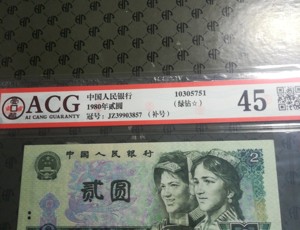 ACG
AI CANG GUARANTY
中国人民银行 10305751
1980年贰圆 (绿钻☆)
冠号: JZ39903857 (补号)
45
中国人民银行
2
贰圆